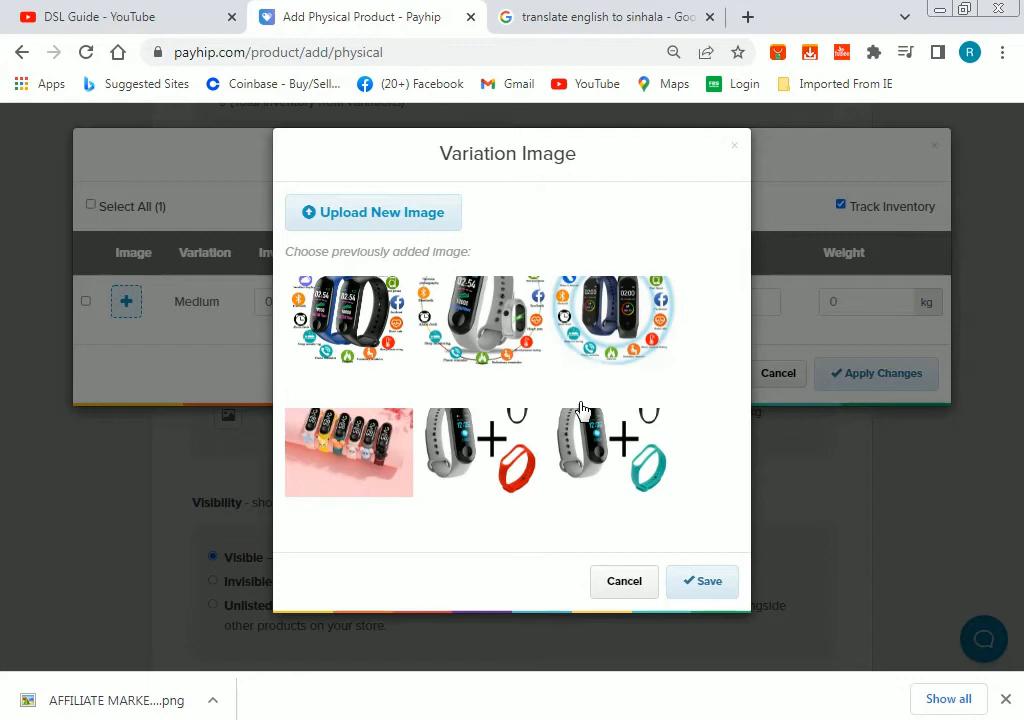 DSL Guide - YouTube
Add Physical Product - Payhip
translate english to sinhala - Goo
payhip.com/product/add/physical
R
Apps
Suggested Sites
Coinbase - Buy/Sell...
(20+) Facebook
Gmail
YouTube
Maps
Login
Imported From IE
Variation Image
Select All (1)
Upload New Image
Track Inventory
Choose previously added image:
Image
Variation
Weight
Medium
0
0
kg
Cancel
Apply Changes
Visibility - sho
Visible –
Invisible
Unlisted
ngside
other products on your store.
Cancel
Save
AFFILIATE MARKE....png
Show all